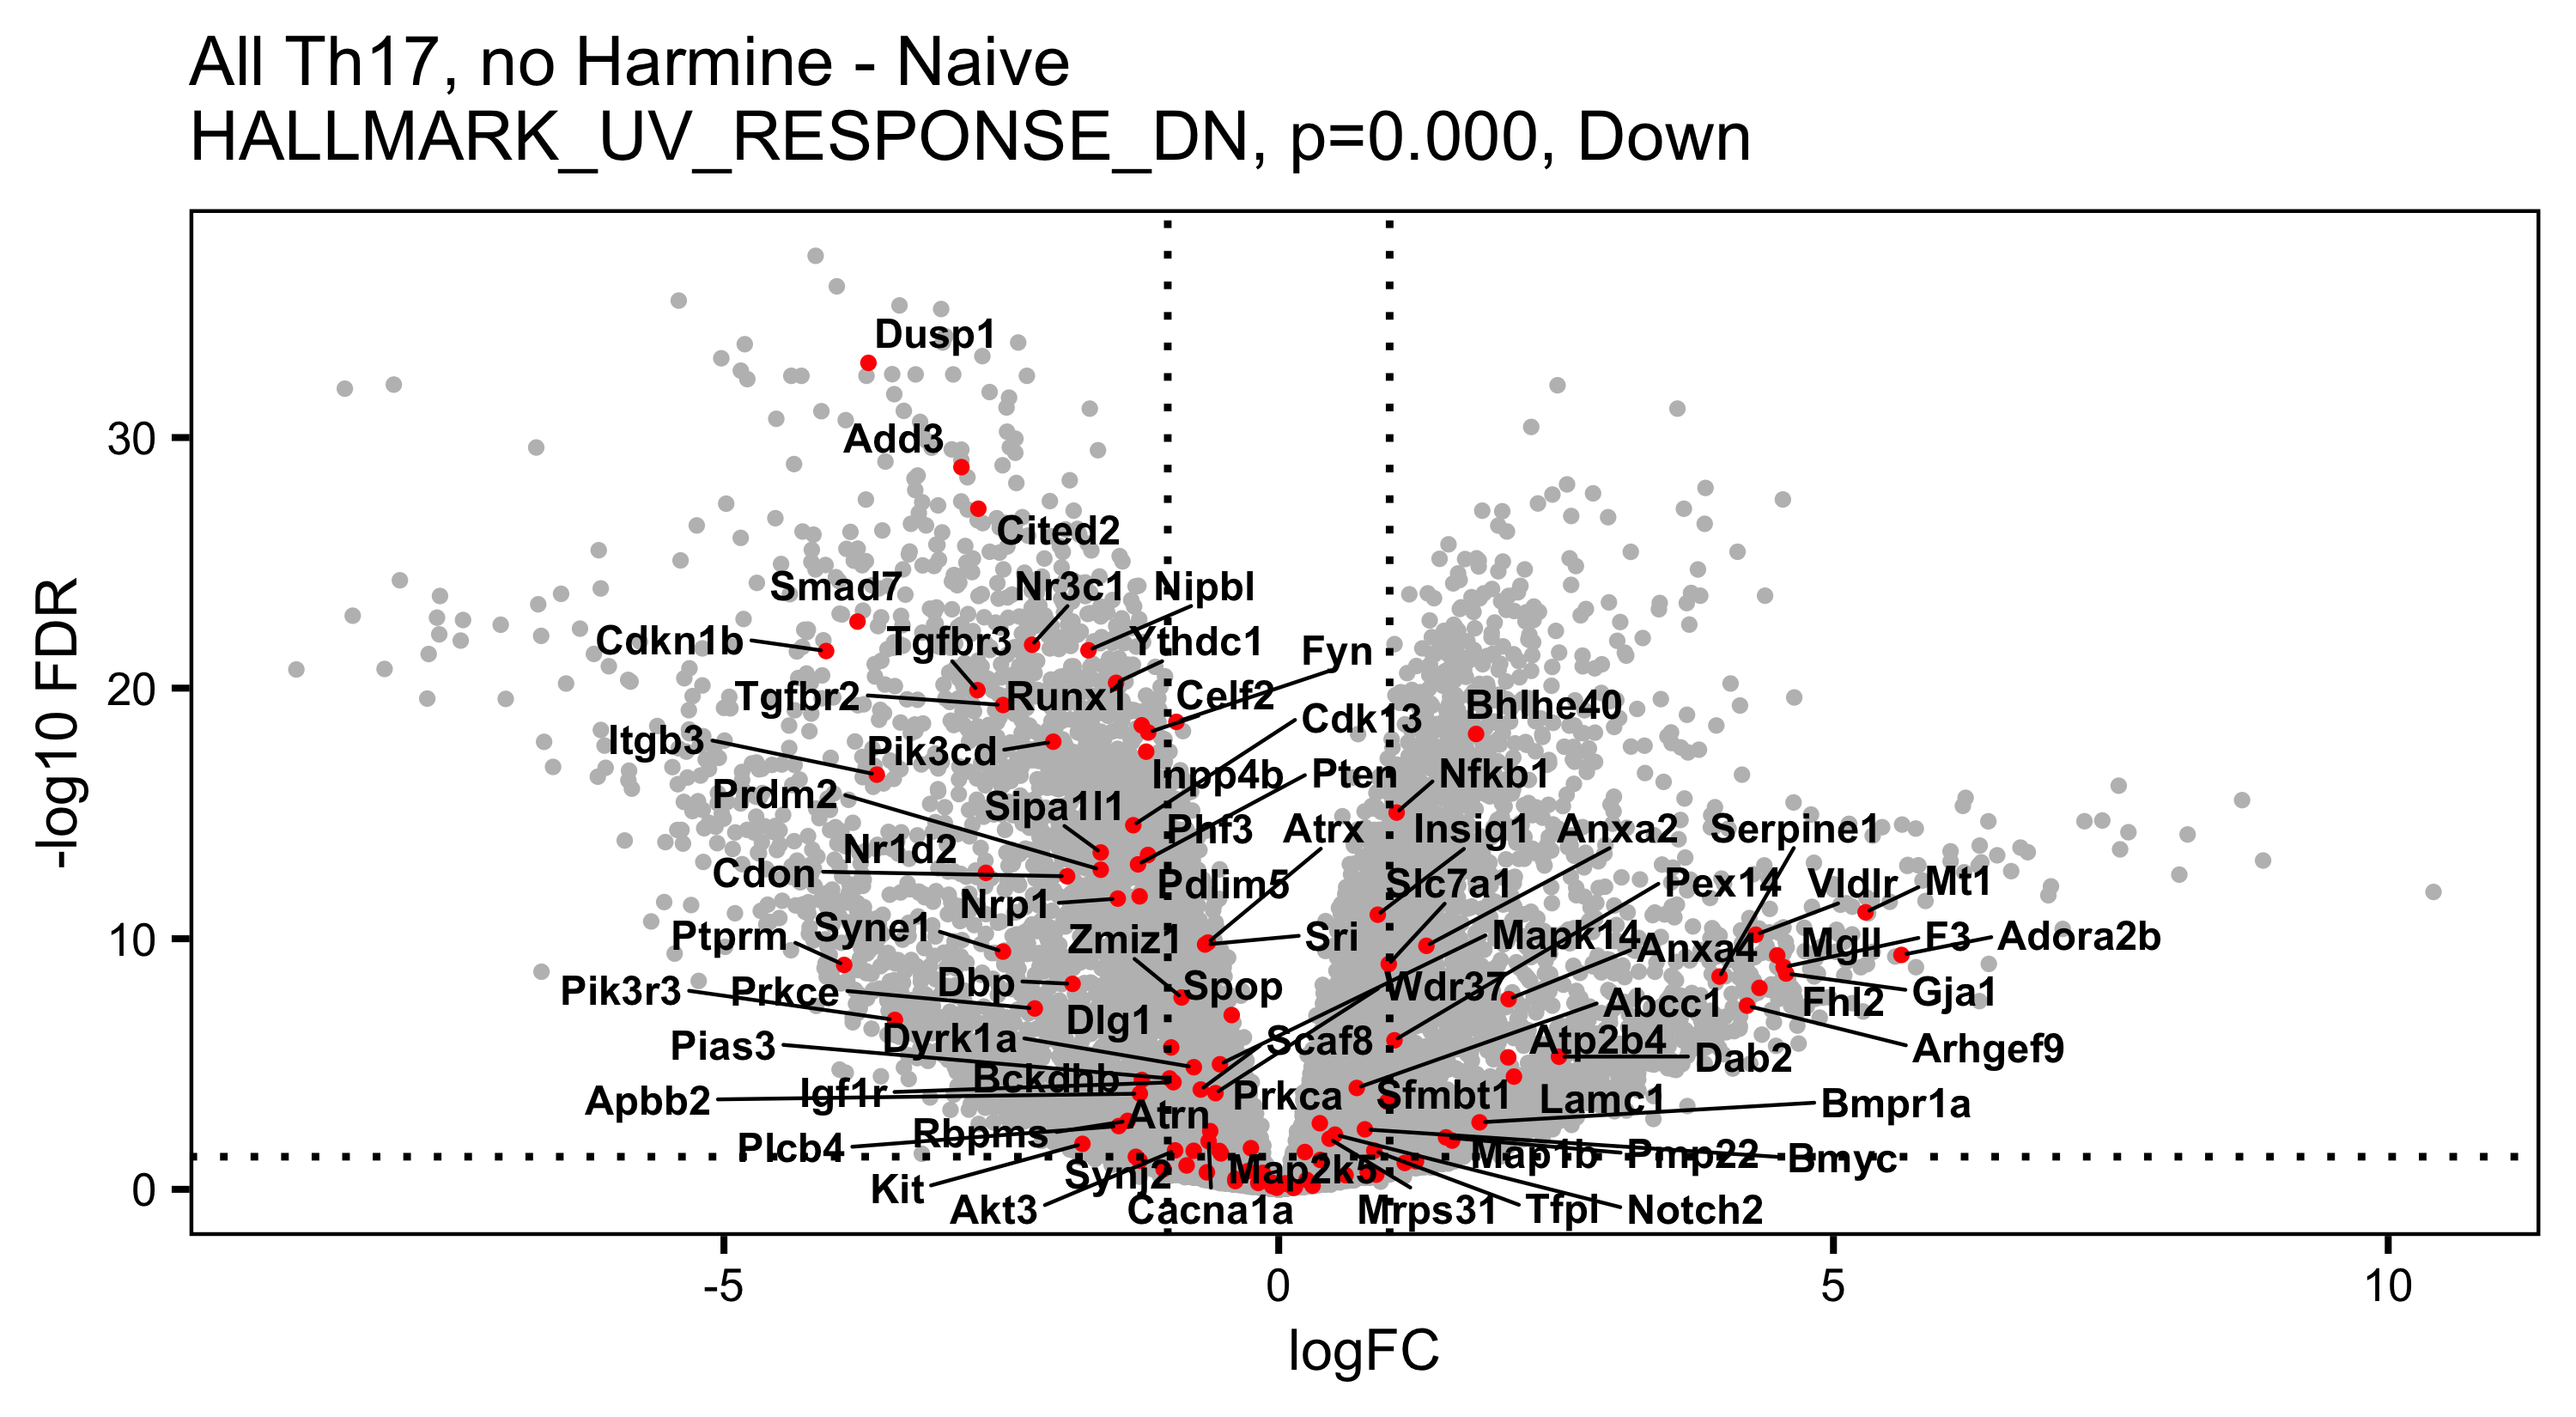 All Th17, no Harmine - Naive
HALLMARK_UV_RESPONSE_DN, p=0.000, Down
-log10 FDR
30
20
10
0
Dusp1
Add3
Cited2
Smad7
Nr3c1
Nipbl
Cdkn1b
Tgfbr3
Ythdc1
Fyn
Tgfbr2
Runx1
Celf2
Bhlhe40
Itgb3
Pik3cd
Cdk13
Prdm2
Sipa1l1
Inpp4b
Pten
Nfkb1
Nr1d2
Phf3
Atrx
Insig1
Anxa2
Serpine1
Cdon
Nrp1
Pdlim5
Slc7a1
Pex14
Vldlr
Mt1
Ptprm
Syne1
Zmiz1
Sri
Mapk14
Anxa4
Mgll
F3
Adora2b
Pik3r3
Prkce
Dbp
Spop
Wdr37
Abcc1
Fhl2
Gja1
Pias3
Dyrk1a
Dlg1
Scaf8
Atp2b4
Dab2
Arhgef9
Apbb2
Igf1r
Bckdhb
Prkca
Sfmbt1
Lamc1
Bmpr1a
Plcb4
Rbpms
Atrn
Map1b
Pmp22
Bmyc
Kit
Synj2
Map2k5
Akt3
Cacna1a
Mrps31
Tfpi
Notch2
-5
0
5
10
logFC